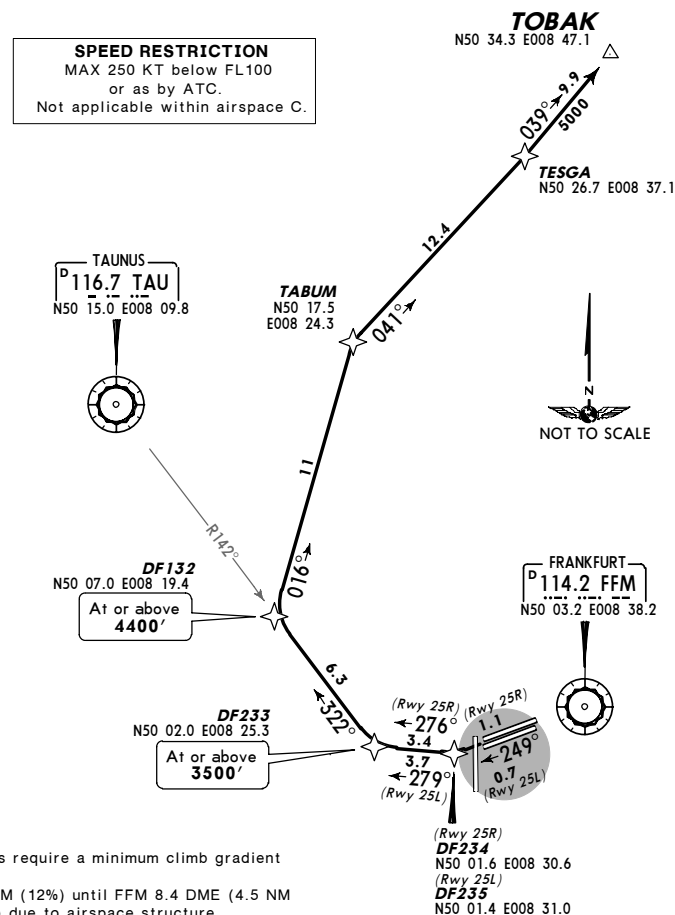 TOBAK
N50 34.3 E008 47.1
SPEED RESTRICTION
MAX 250 KT below FL100
or as by ATC.
Not applicable within airspace C.
039°
9.9
5000
TESGA
N50 26.7 E008 37.1
12.4
TAUNUS
D 116.7 TAU
N50 15.0 E008 09.8
TABUM
N50 17.5
E008 24.3
041°
N
NOT TO SCALE
11
R142°
016°
DF132
N50 07.0 E008 19.4
At or above
4400'
FRANKFURT
D 114.2 FFM
N50 03.2 E008 38.2
6.3
322°
DF233
N50 02.0 E008 25.3
At or above
3500'
(Rwy 25R)
276°
3.4
3.7
279°
(Rwy 25L)
(Rwy 25R)
1.1
249°
0.7
(Rwy 25L)
(Rwy 25R)
DF234
N50 01.6 E008 30.6
(Rwy 25L)
DF235
N50 01.4 E008 31.0
s require a minimum climb gradient
M (12%) until FFM 8.4 DME (4.5 NM
due to airspace structure